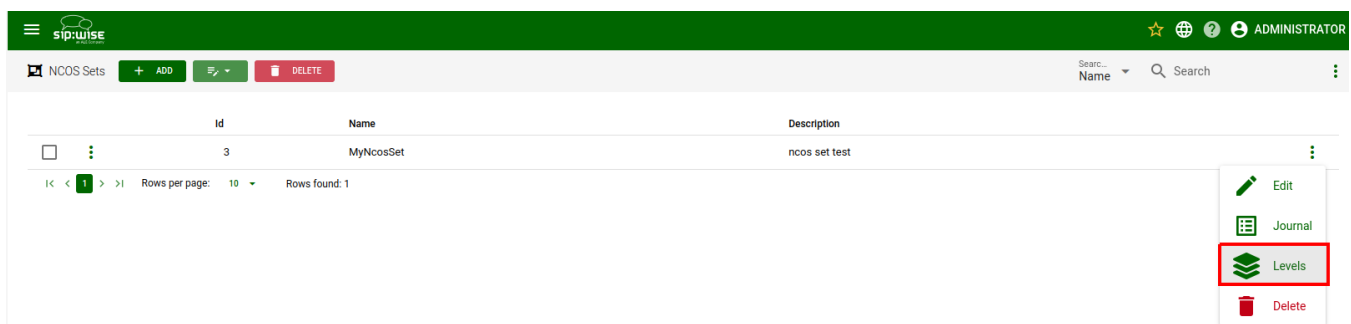 sip:wise
ADMINISTRATOR
NCOS Sets + ADD DELETE Searc... Name Search
Id Name Description
3 MyNcosSet ncos set test
1 Rows per page: 10 Rows found: 1
Edit
Journal
Levels
Delete